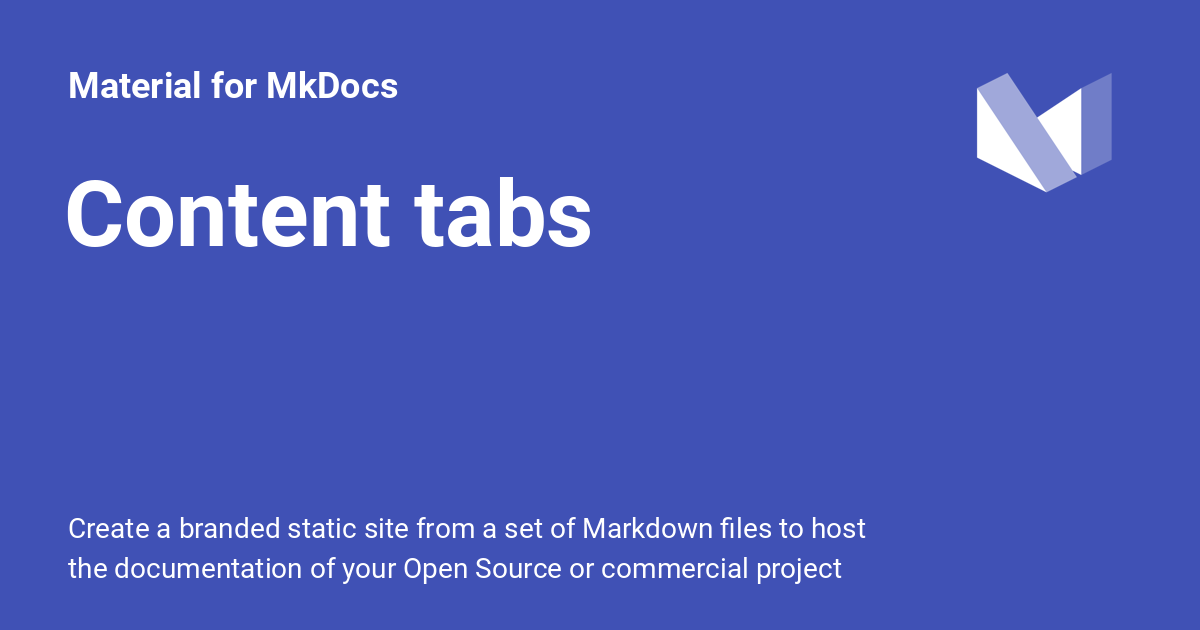 Material for MkDocs
Content tabs
Create a branded static site from a set of Markdown files to host
the documentation of your Open Source or commercial project